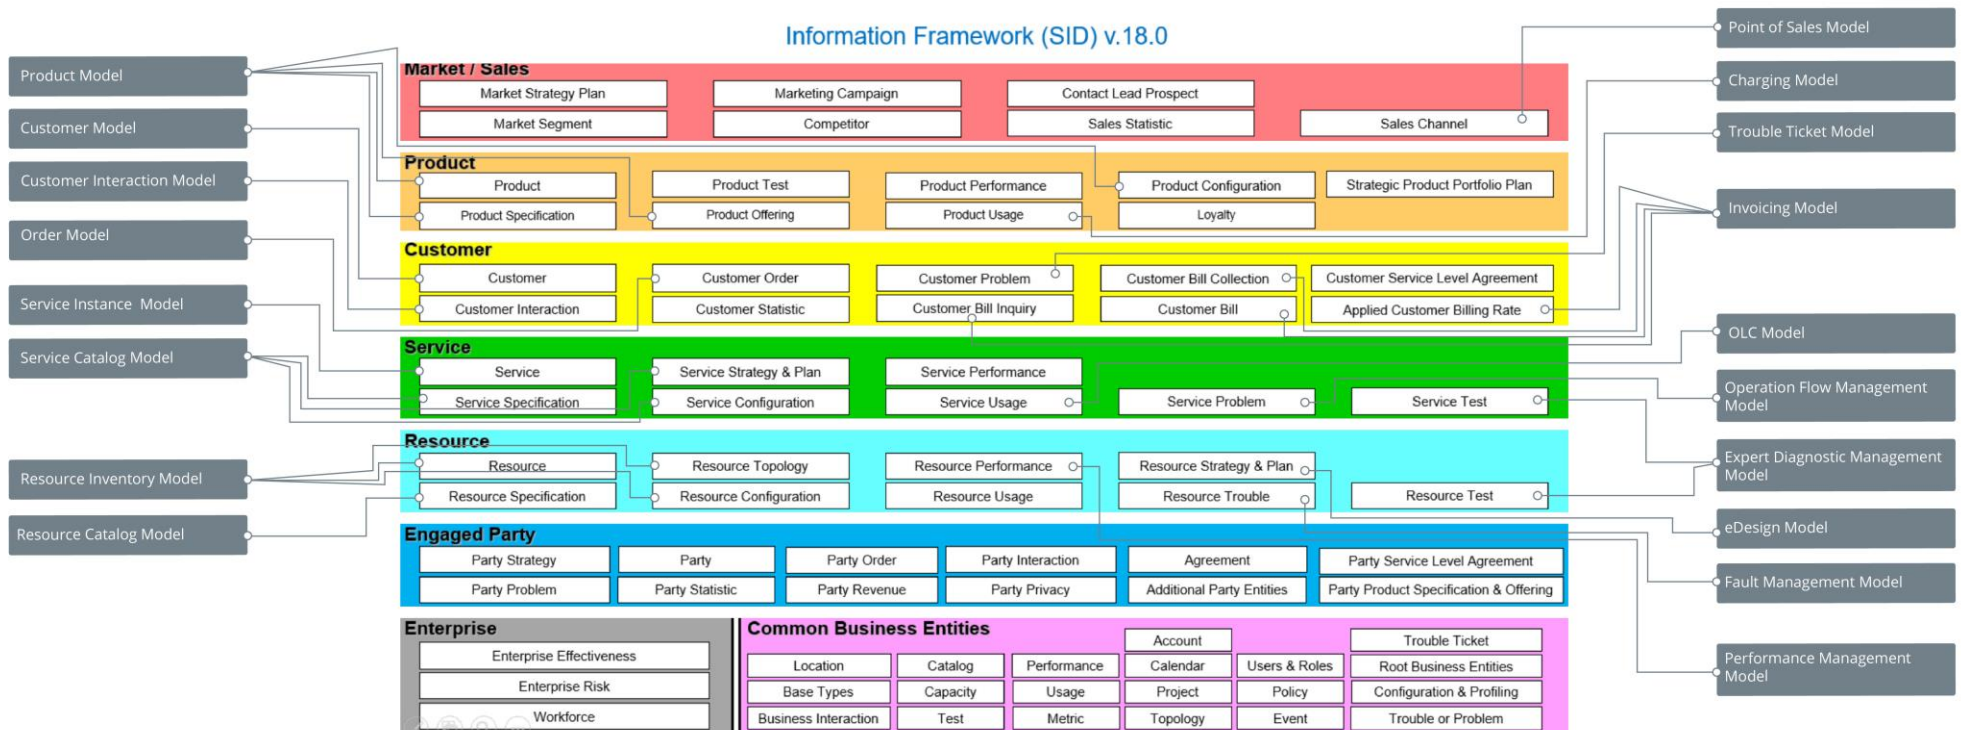 Information Framework (SID) v.18.0
Product Model
Customer Model
Customer Interaction Model
Order Model
Service Instance Model
Service Catalog Model
Resource Inventory Model
Resource Catalog Model
Market / Sales
Market Strategy Plan
Marketing Campaign
Contact Lead Prospect
Market Segment
Competitor
Sales Statistic
Sales Channel
Product
Product
Product Test
Product Performance
Product Configuration
Strategic Product Portfolio Plan
Product Specification
Product Offering
Product Usage
Loyalty
Customer
Customer
Customer Order
Customer Problem
Customer Bill Collection
Customer Service Level Agreement
Customer Interaction
Customer Statistic
Customer Bill Inquiry
Customer Bill
Applied Customer Billing Rate
Service
Service
Service Strategy & Plan
Service Performance
Service Specification
Service Configuration
Service Usage
Service Problem
Service Test
Resource
Resource
Resource Topology
Resource Performance
Resource Strategy & Plan
Resource Specification
Resource Configuration
Resource Usage
Resource Trouble
Resource Test
Engaged Party
Party Strategy
Party
Party Order
Party Interaction
Agreement
Party Service Level Agreement
Party Problem
Party Statistic
Party Revenue
Party Privacy
Additional Party Entities
Party Product Specification & Offering
Enterprise
Enterprise Effectiveness
Enterprise Risk
Workforce
Common Business Entities
Account
Trouble Ticket
Location
Catalog
Performance
Calendar
Users & Roles
Root Business Entities
Base Types
Capacity
Usage
Project
Policy
Configuration & Profiling
Business Interaction
Test
Metric
Topology
Event
Trouble or Problem
Point of Sales Model
Charging Model
Trouble Ticket Model
Invoicing Model
OLC Model
Operation Flow Management
Model
Expert Diagnostic Management
Model
eDesign Model
Fault Management Model
Performance Management
Model